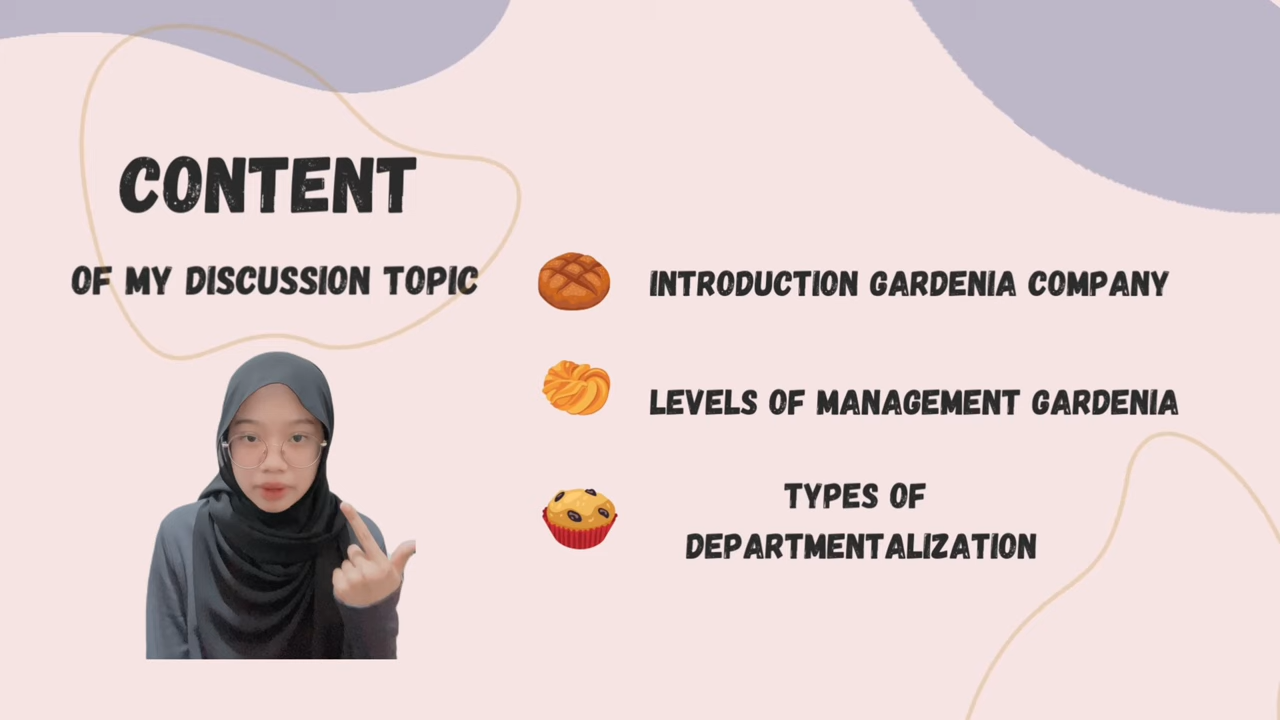 CONTENT
OF MY DISCUSSION TOPIC
INTRODUCTION GARDENIA COMPANY
LEVELS OF MANAGEMENT GARDENIA
TYPES OF
DEPARTMENTALIZATION